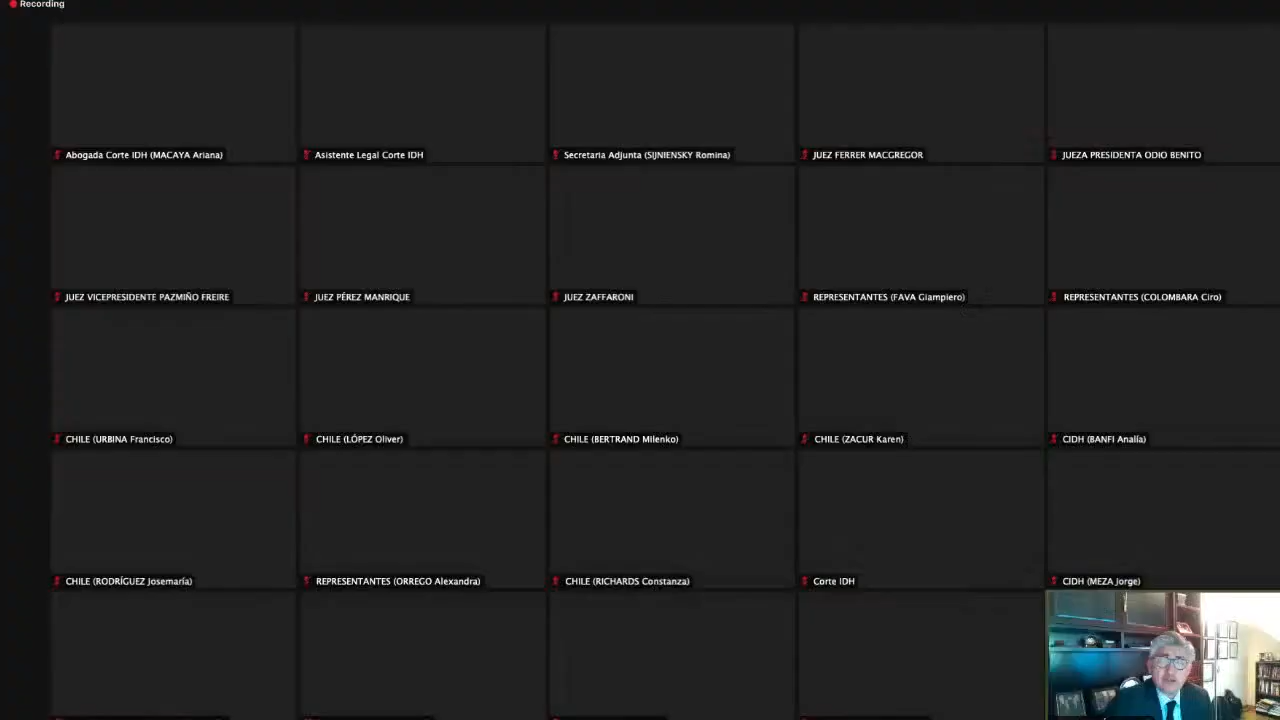 Recording
Abogada Corte IDH (MACAYA Ariana)
Asistente Legal Corte IDH
Secretaria Adjunta (SIJNIENSKY Romina)
JUEZ FERRER MACGREGOR
JUEZA PRESIDENTA ODIO BENITO
JUEZ VICEPRESIDENTE PAZMIÑO FREIRE
JUEZ PÉREZ MANRIQUE
JUEZ ZAFFARONI
REPRESENTANTES (FAVA Giampiero)
REPRESENTANTES (COLOMBARA Ciro)
CHILE (URBINA Francisco)
CHILE (LÓPEZ Oliver)
CHILE (BERTRAND Milenko)
CHILE (ZACUR Karen)
CIDH (BANFI Analía)
CHILE (RODRÍGUEZ Josemaría)
REPRESENTANTES (ORREGO Alexandra)
CHILE (RICHARDS Constanza)
Corte IDH
CIDH (MEZA Jorge)